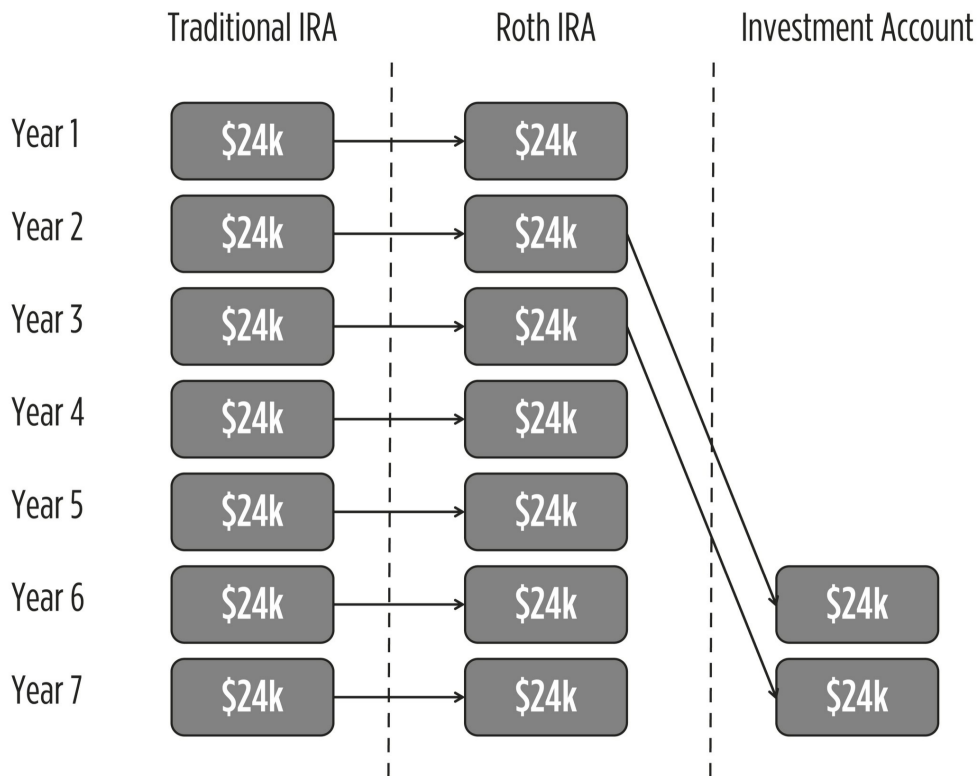 Traditional IRA Roth IRA Investment Account
Year 1 $24k $24k
Year 2 $24k $24k
Year 3 $24k $24k
Year 4 $24k $24k
Year 5 $24k $24k
Year 6 $24k $24k $24k
Year 7 $24k $24k $24k